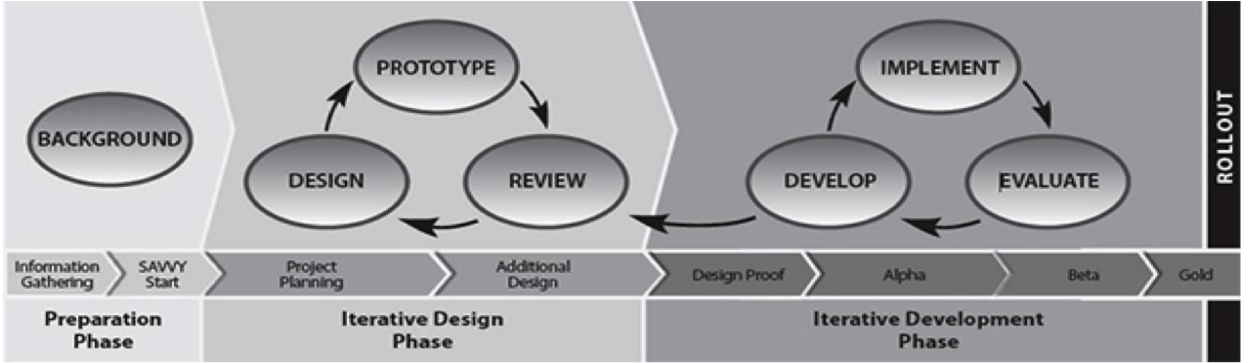 PROTOTYPE
IMPLEMENT
BACKGROUND
DESIGN
REVIEW
DEVELOP
EVALUATE
ROLLOUT
Information
Gathering
SAVVY
Start
Project
Planning
Additional
Design
Design Proof
Alpha
Beta
Gold
Preparation
Phase
Iterative Design
Phase
Iterative Development
Phase